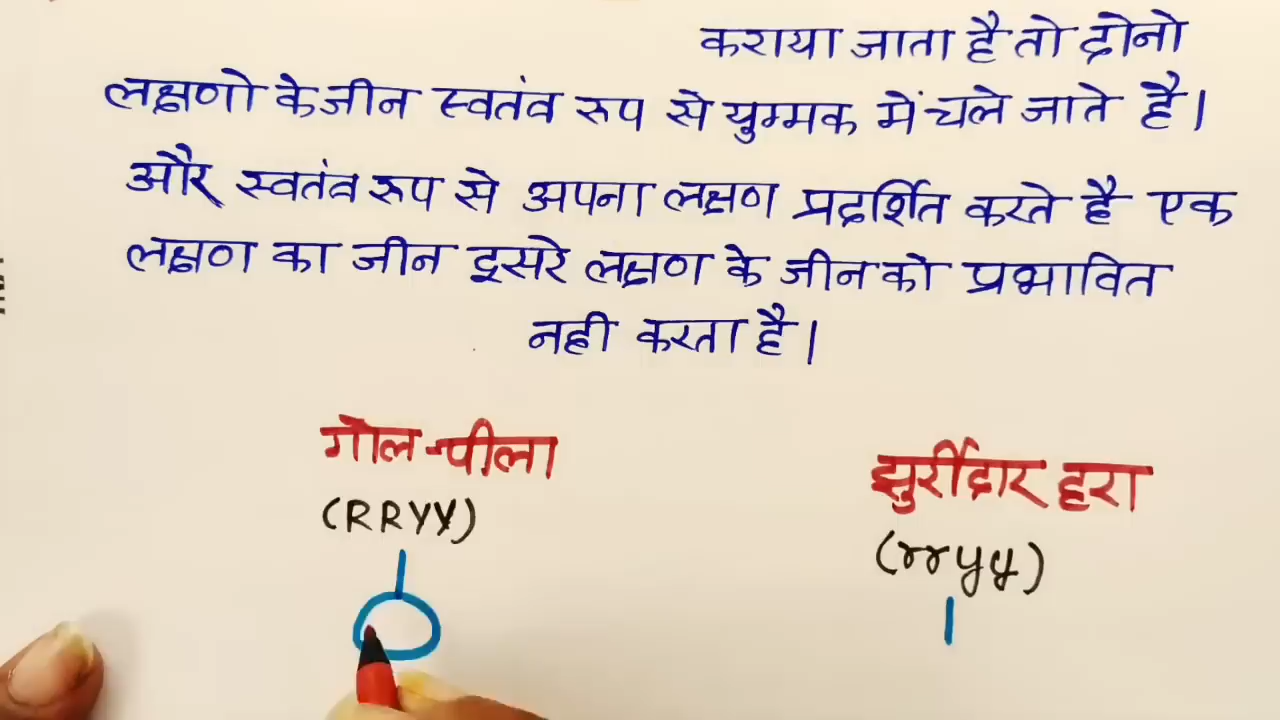 कराया जाता है तो दोनो
लक्षणो के जीन स्वतंत्र रूप से युग्मक में चले जाते है।
और स्वतंत्र रूप से अपना लक्षण प्रदर्शित करते है एक
लक्षण का जीन दूसरे लक्षण के जीन को प्रभावित
नही करता है।
गोल-पीला
झुर्रीदार हरा
(RRYY)
(rryy)